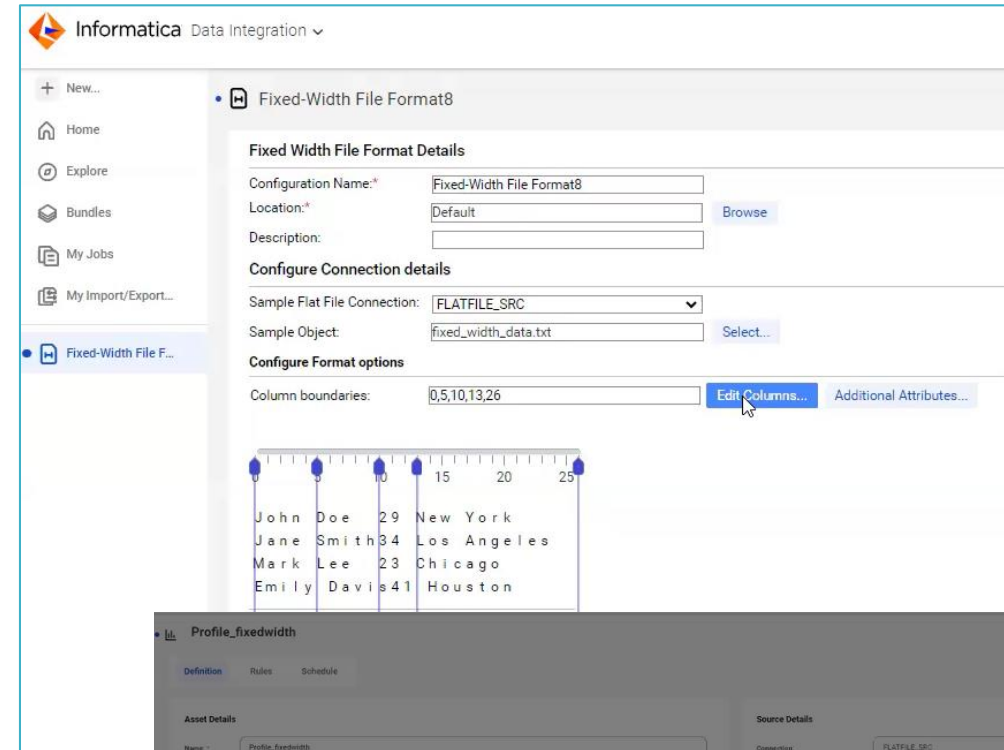 Informatica Data Integration
New...
Home
Explore
Bundles
My Jobs
My Import/Export...
Fixed-Width File F...
Fixed-Width File Format8
Fixed Width File Format Details
Configuration Name:* Fixed-Width File Format8
Location:* Default Browse
Description:
Configure Connection details
Sample Flat File Connection: FLATFILE_SRC
Sample Object: fixed_width_data.txt Select...
Configure Format options
Column boundaries: 0,5,10,13,26 Edit Columns... Additional Attributes...
0 5 10 15 20 25
John Doe 29 New York
Jane Smith34 Los Angeles
Mark Lee 23 Chicago
Emily Davis41 Houston
Profile_fixedwidth
Definition Rules Schedule
Asset Details Source Details
Name : Profile_fixedwidth Connection FLATFILE_SRC